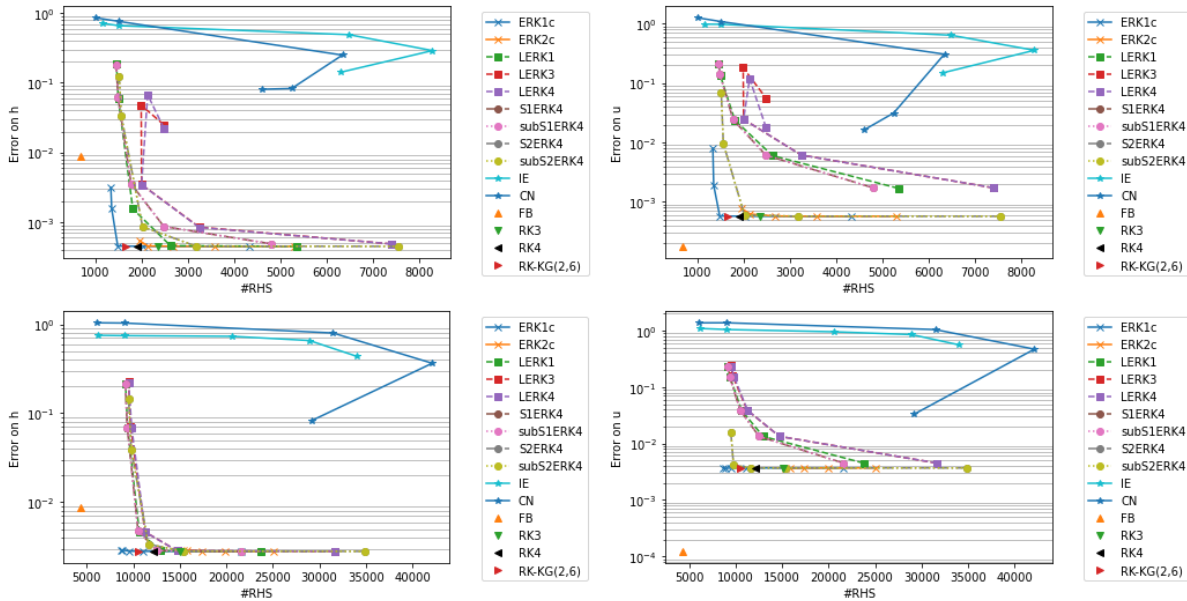 10⁰
10⁻¹
10⁻²
10⁻³
Error on h
1000 2000 3000 4000 5000 6000 7000 8000
#RHS
ERK1c
ERK2c
LERK1
LERK3
LERK4
S1ERK4
subS1ERK4
S2ERK4
subS2ERK4
IE
CN
FB
RK3
RK4
RK-KG(2,6)
10⁰
10⁻¹
10⁻²
10⁻³
Error on u
1000 2000 3000 4000 5000 6000 7000 8000
#RHS
ERK1c
ERK2c
LERK1
LERK3
LERK4
S1ERK4
subS1ERK4
S2ERK4
subS2ERK4
IE
CN
FB
RK3
RK4
RK-KG(2,6)
10⁰
10⁻¹
10⁻²
Error on h
5000 10000 15000 20000 25000 30000 35000 40000
#RHS
ERK1c
ERK2c
LERK1
LERK3
LERK4
S1ERK4
subS1ERK4
S2ERK4
subS2ERK4
IE
CN
FB
RK3
RK4
RK-KG(2,6)
10⁰
10⁻¹
10⁻²
10⁻³
10⁻⁴
Error on u
5000 10000 15000 20000 25000 30000 35000 40000
#RHS
ERK1c
ERK2c
LERK1
LERK3
LERK4
S1ERK4
subS1ERK4
S2ERK4
subS2ERK4
IE
CN
FB
RK3
RK4
RK-KG(2,6)